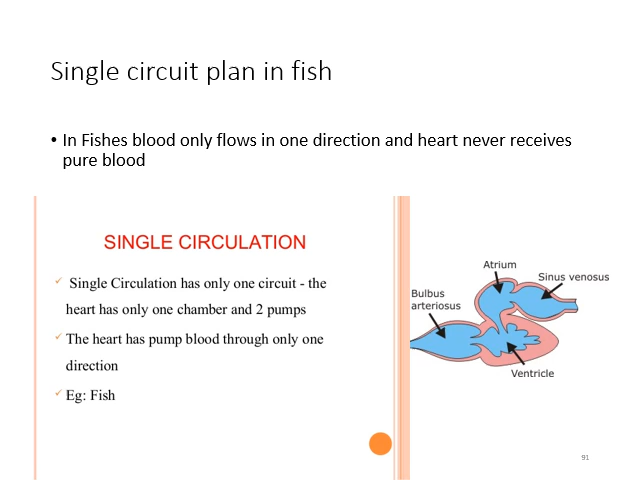 Single circuit plan in fish
• In Fishes blood only flows in one direction and heart never receives
pure blood
SINGLE CIRCULATION
✓ Single Circulation has only one circuit - the
heart has only one chamber and 2 pumps
✓ The heart has pump blood through only one
direction
✓ Eg: Fish
Atrium
Sinus venosus
Bulbus
arteriosus
Ventricle
91